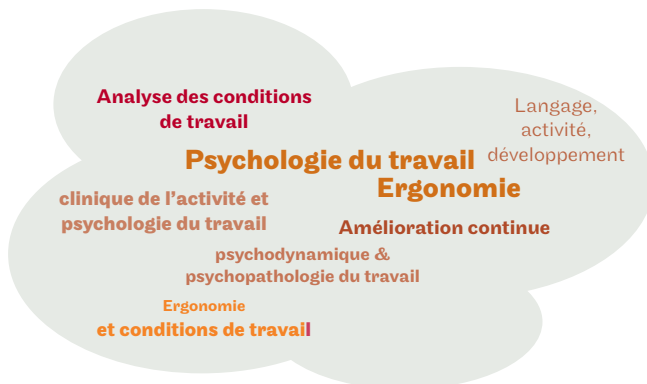 Analyse des conditions
de travail
Langage,
activité,
développement
Psychologie du travail
Ergonomie
clinique de l’activité et
psychologie du travail
Amélioration continue
psychodynamique &
psychopathologie du travail
Ergonomie
et conditions de travail